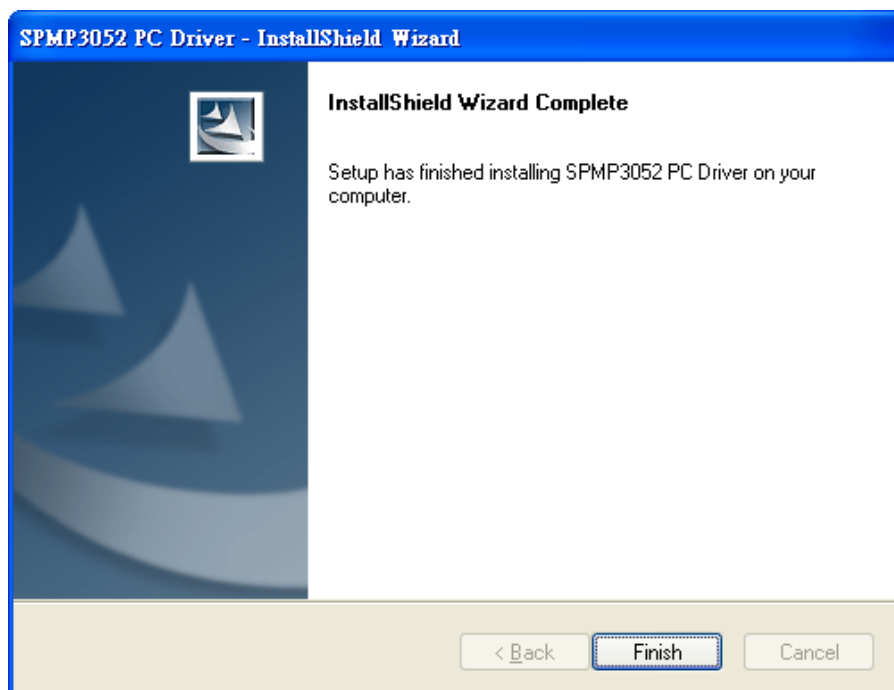 SPMP3052 PC Driver - InstallShield Wizard
InstallShield Wizard Complete
Setup has finished installing SPMP3052 PC Driver on your
computer.
< Back Finish Cancel